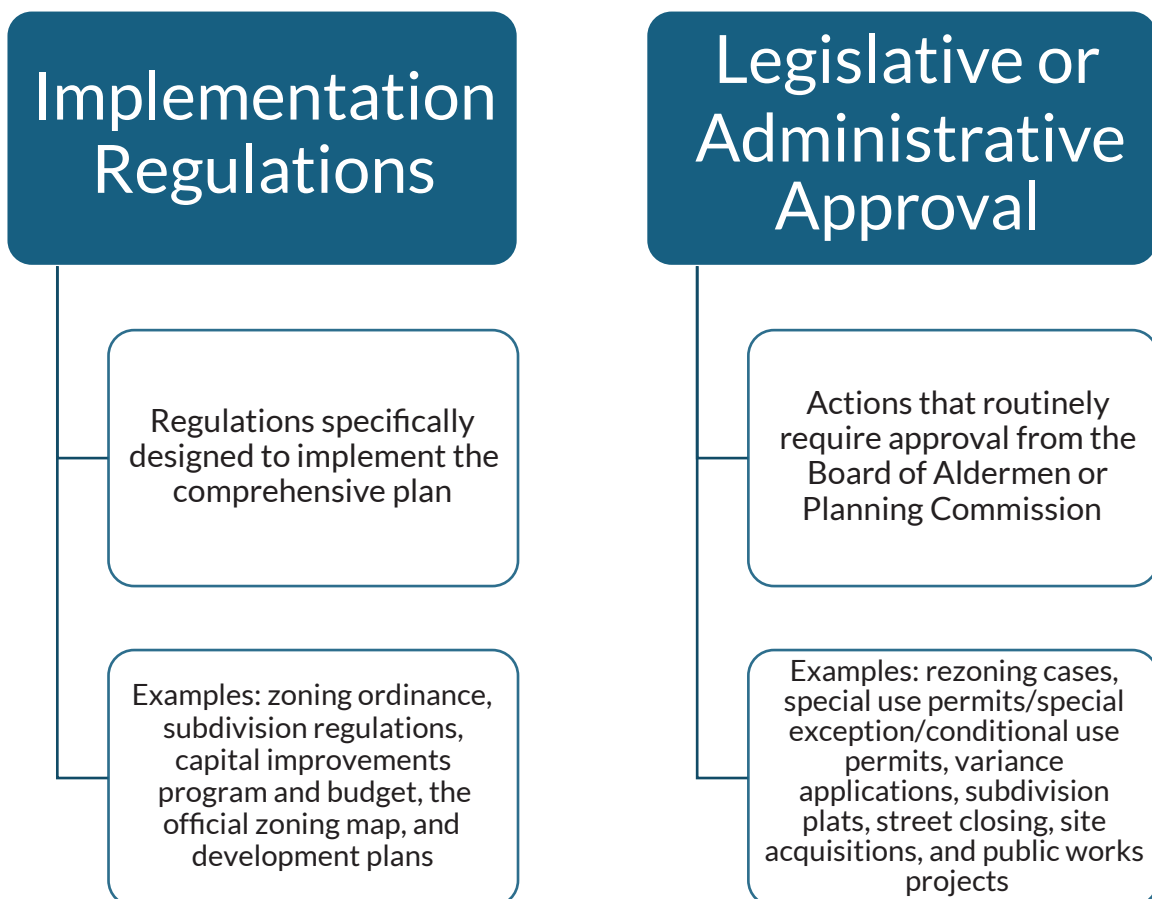 Implementation
Regulations
Regulations specifically
designed to implement the
comprehensive plan
Examples: zoning ordinance,
subdivision regulations,
capital improvements
program and budget, the
official zoning map, and
development plans
Legislative or
Administrative
Approval
Actions that routinely
require approval from the
Board of Aldermen or
Planning Commission
Examples: rezoning cases,
special use permits/special
exception/conditional use
permits, variance
applications, subdivision
plats, street closing, site
acquisitions, and public works
projects